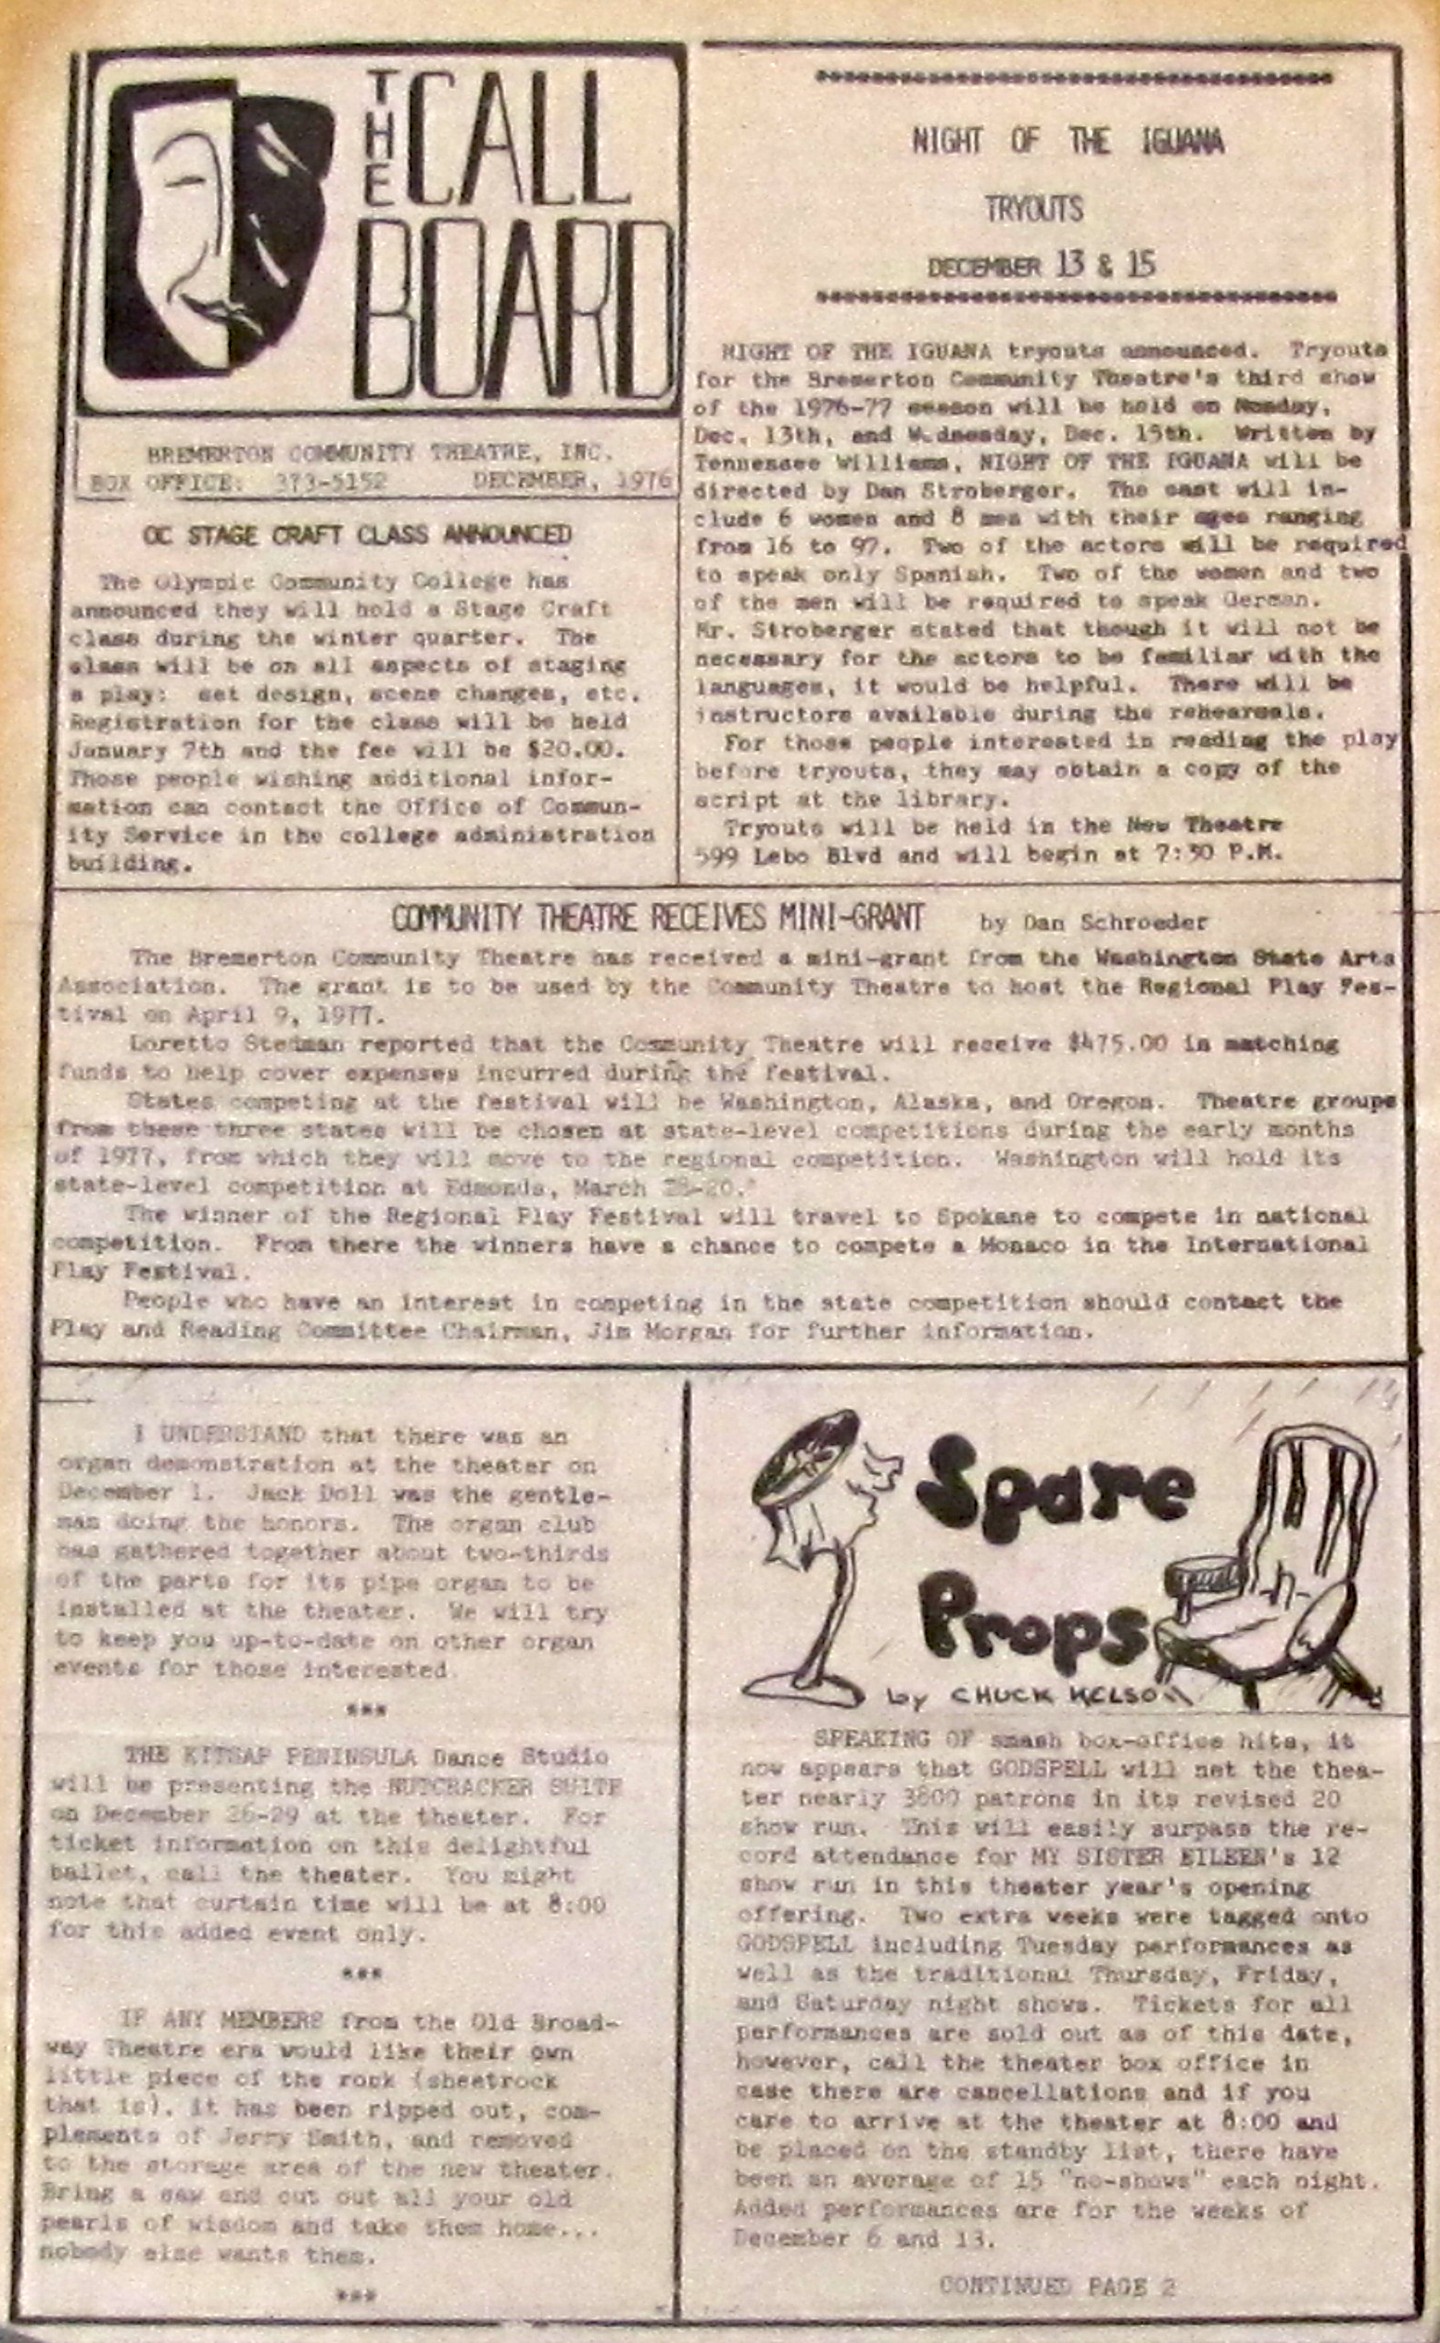 THE CALL BOARD
BREMERTON COMMUNITY THEATRE, INC.
BOX OFFICE: 373-5152 DECEMBER, 1976
OC STAGE CRAFT CLASS ANNOUNCED
The Olympic Community College has
announced they will hold a Stage Craft
class during the winter quarter. The
class will be on all aspects of staging
a play: set design, scene changes, etc.
Registration for the class will be held
January 7th and the fee will be $20.00.
Those people wishing additional infor-
mation can contact the Office of Commun-
ity Service in the college administration
building.
NIGHT OF THE IGUANA
TRYOUTS
DECEMBER 13 & 15
NIGHT OF THE IGUANA tryouts announced. Tryouts
for the Bremerton Community Theatre's third show
of the 1976-77 season will be held on Monday,
Dec. 13th, and Wednesday, Dec. 15th. Written by
Tennessee Williams, NIGHT OF THE IGUANA will be
directed by Dan Stroberger. The cast will in-
clude 6 women and 8 men with their ages ranging
from 16 to 97. Two of the actors will be required
to speak only Spanish. Two of the women and two
of the men will be required to speak German.
Mr. Stroberger stated that though it will not be
necessary for the actors to be familiar with the
languages, it would be helpful. There will be
instructors available during the rehearsals.
For those people interested in reading the play
before tryouts, they may obtain a copy of the
script at the library.
Tryouts will be held in the New Theatre
599 Lebo Blvd and will begin at 7:30 P.M.
COMMUNITY THEATRE RECEIVES MINI-GRANT by Dan Schroeder
The Bremerton Community Theatre has received a mini-grant from the Washington State Arts
Association. The grant is to be used by the Community Theatre to host the Regional Play Fes-
tival on April 9, 1977.
Loretto Stedman reported that the Community Theatre will receive $475.00 in matching
funds to help cover expenses incurred during the festival.
States competing at the festival will be Washington, Alaska, and Oregon. Theatre groups
from these three states will be chosen at state-level competitions during the early months
of 1977, from which they will move to the regional competition. Washington will hold its
state-level competition at Edmonds, March
The winner of the Regional Play Festival will travel to Spokane to compete in national
competition. From there the winners have a chance to compete a Monaco in the International
Play Festival.
People who have an interest in competing in the state competition should contact the
Play and Reading Committee Chairman, Jim Morgan for further information.
I UNDERSTAND that there was an
organ demonstration at the theater on
December 1. Jack Doll was the gentle-
man doing the honors. The organ club
has gathered together about two-thirds
of the parts for its pipe organ to be
installed at the theater. We will try
to keep you up-to-date on other organ
events for those interested.
***
THE KITSAP PENINSULA Dance Studio
will be presenting the NUTCRACKER SUITE
on December 26-29 at the theater. For
ticket information on this delightful
ballet, call the theater. You might
note that curtain time will be at 8:00
for this added event only.
***
IF ANY MEMBERS from the Old Broad-
way Theatre era would like their own
little piece of the rock (sheetrock
that is), it has been ripped out, com-
plements of Jerry Smith, and removed
to the storage area of the new theater.
Bring a saw and cut out all your old
pearls of wisdom and take them home...
nobody else wants them.
***
Spare
Props
by CHUCK KELSO
SPEAKING OF smash box-office hits, it
now appears that GODSPELL will net the thea-
ter nearly 3800 patrons in its revised 20
show run. This will easily surpass the re-
cord attendance for MY SISTER EILEEN's 12
show run in this theater year's opening
offering. Two extra weeks were tagged onto
GODSPELL including Tuesday performances as
well as the traditional Thursday, Friday,
and Saturday night shows. Tickets for all
performances are sold out as of this date,
however, call the theater box office in
case there are cancellations and if you
care to arrive at the theater at 8:00 and
be placed on the standby list, there have
been an average of 15 "no-shows" each night.
Added performances are for the weeks of
December 6 and 13.
CONTINUED PAGE 2